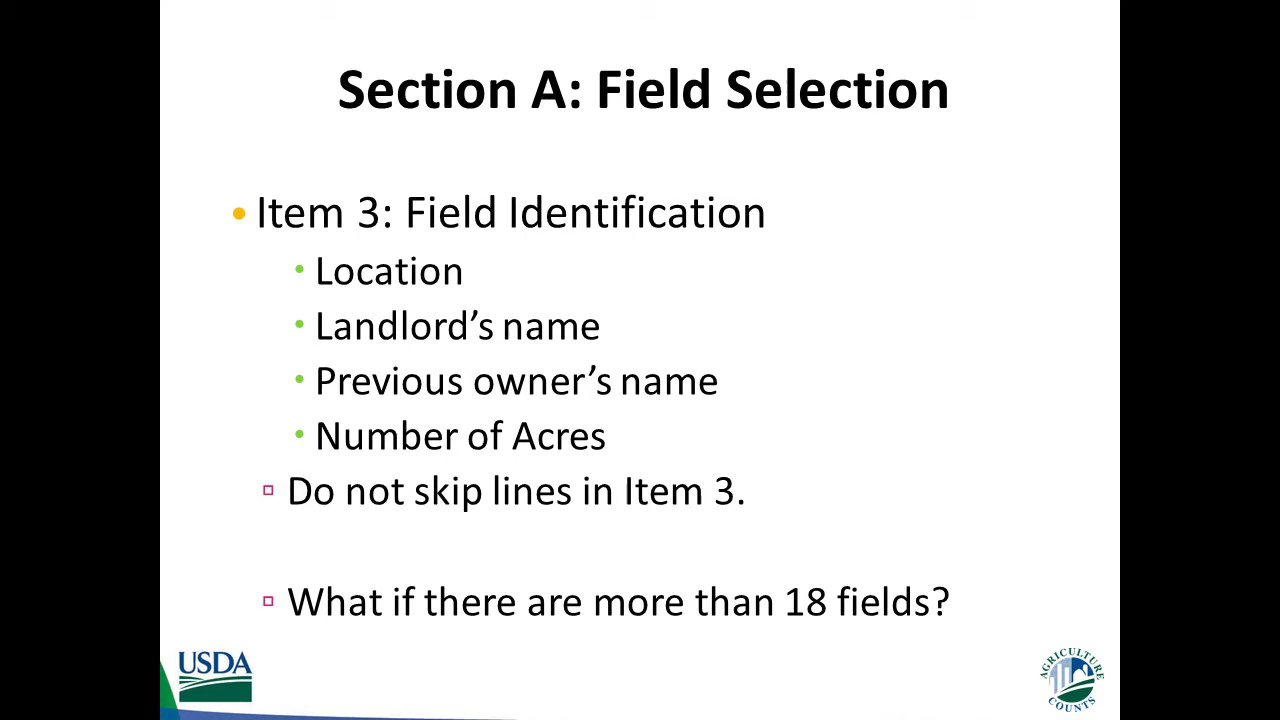 Section A: Field Selection
• Item 3: Field Identification
• Location
• Landlord’s name
• Previous owner’s name
• Number of Acres
▫ Do not skip lines in Item 3.
▫ What if there are more than 18 fields?
USDA
AGRICULTURE
COUNTS